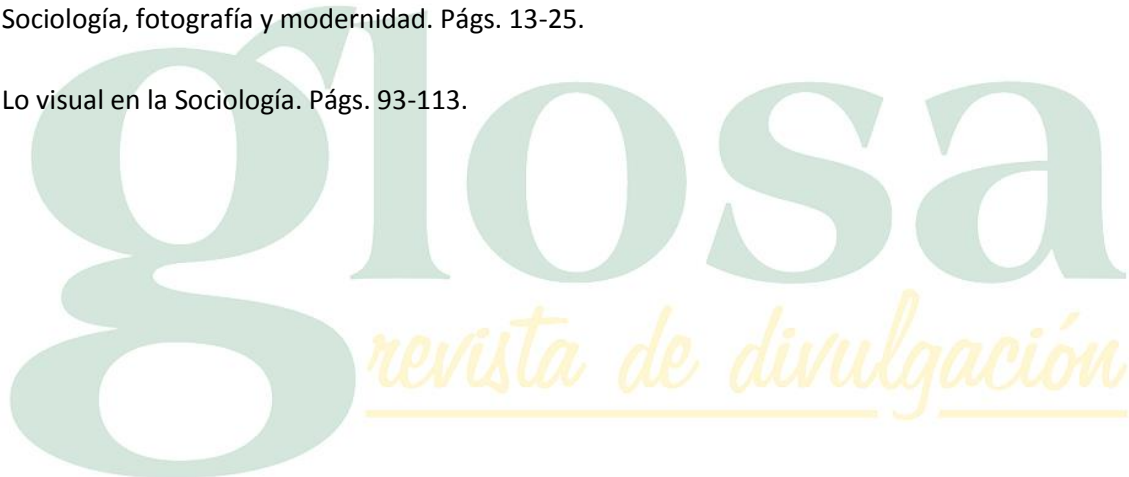 Sociología, fotografía y modernidad. Págs. 13-25.
Lo visual en la Sociología. Págs. 93-113.
glosa
revista de divulgación